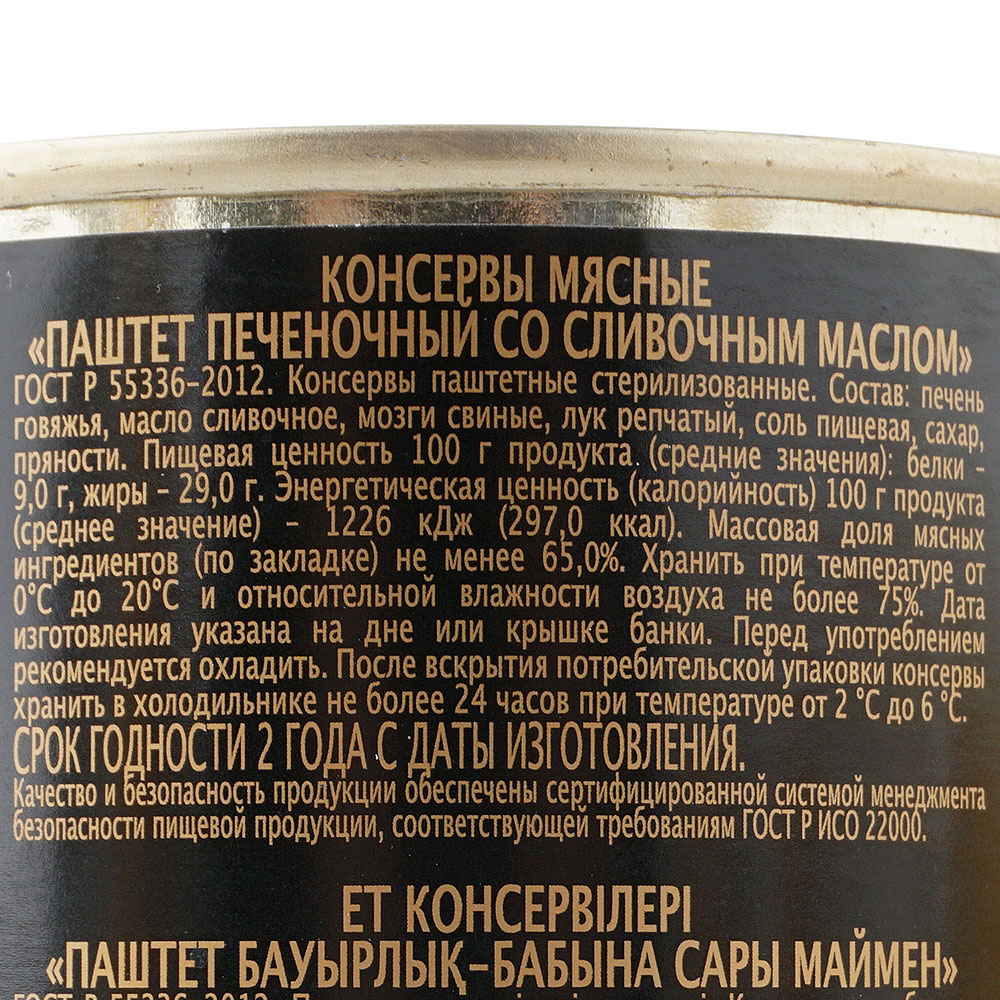 КОНСЕРВЫ МЯСНЫЕ
«ПАШТЕТ ПЕЧЕНОЧНЫЙ СО СЛИВОЧНЫМ МАСЛОМ»
ГОСТ Р 55336-2012. Консервы паштетные стерилизованные. Состав: печень
говяжья, масло сливочное, мозги свиные, лук репчатый, соль пищевая, сахар,
пряности. Пищевая ценность 100 г продукта (средние значения): белки –
9,0 г, жиры – 29,0 г. Энергетическая ценность (калорийность) 100 г продукта
(среднее значение) – 1226 кДж (297,0 ккал). Массовая доля мясных
ингредиентов (по закладке) не менее 65,0%. Хранить при температуре от
0°С до 20°С и относительной влажности воздуха не более 75%. Дата
изготовления указана на дне или крышке банки. Перед употреблением
рекомендуется охладить. После вскрытия потребительской упаковки консервы
хранить в холодильнике не более 24 часов при температуре от 2 °С до 6 °С.
СРОК ГОДНОСТИ 2 ГОДА С ДАТЫ ИЗГОТОВЛЕНИЯ.
Качество и безопасность продукции обеспечены сертифицированной системой менеджмента
безопасности пищевой продукции, соответствующей требованиям ГОСТ Р ИСО 22000.
ЕТ КОНСЕРВІЛЕРІ
«ПАШТЕТ БАУЫРЛЫҚ-БАБЫНА САРЫ МАЙМЕН»
ГОСТ Р 55336-2012.